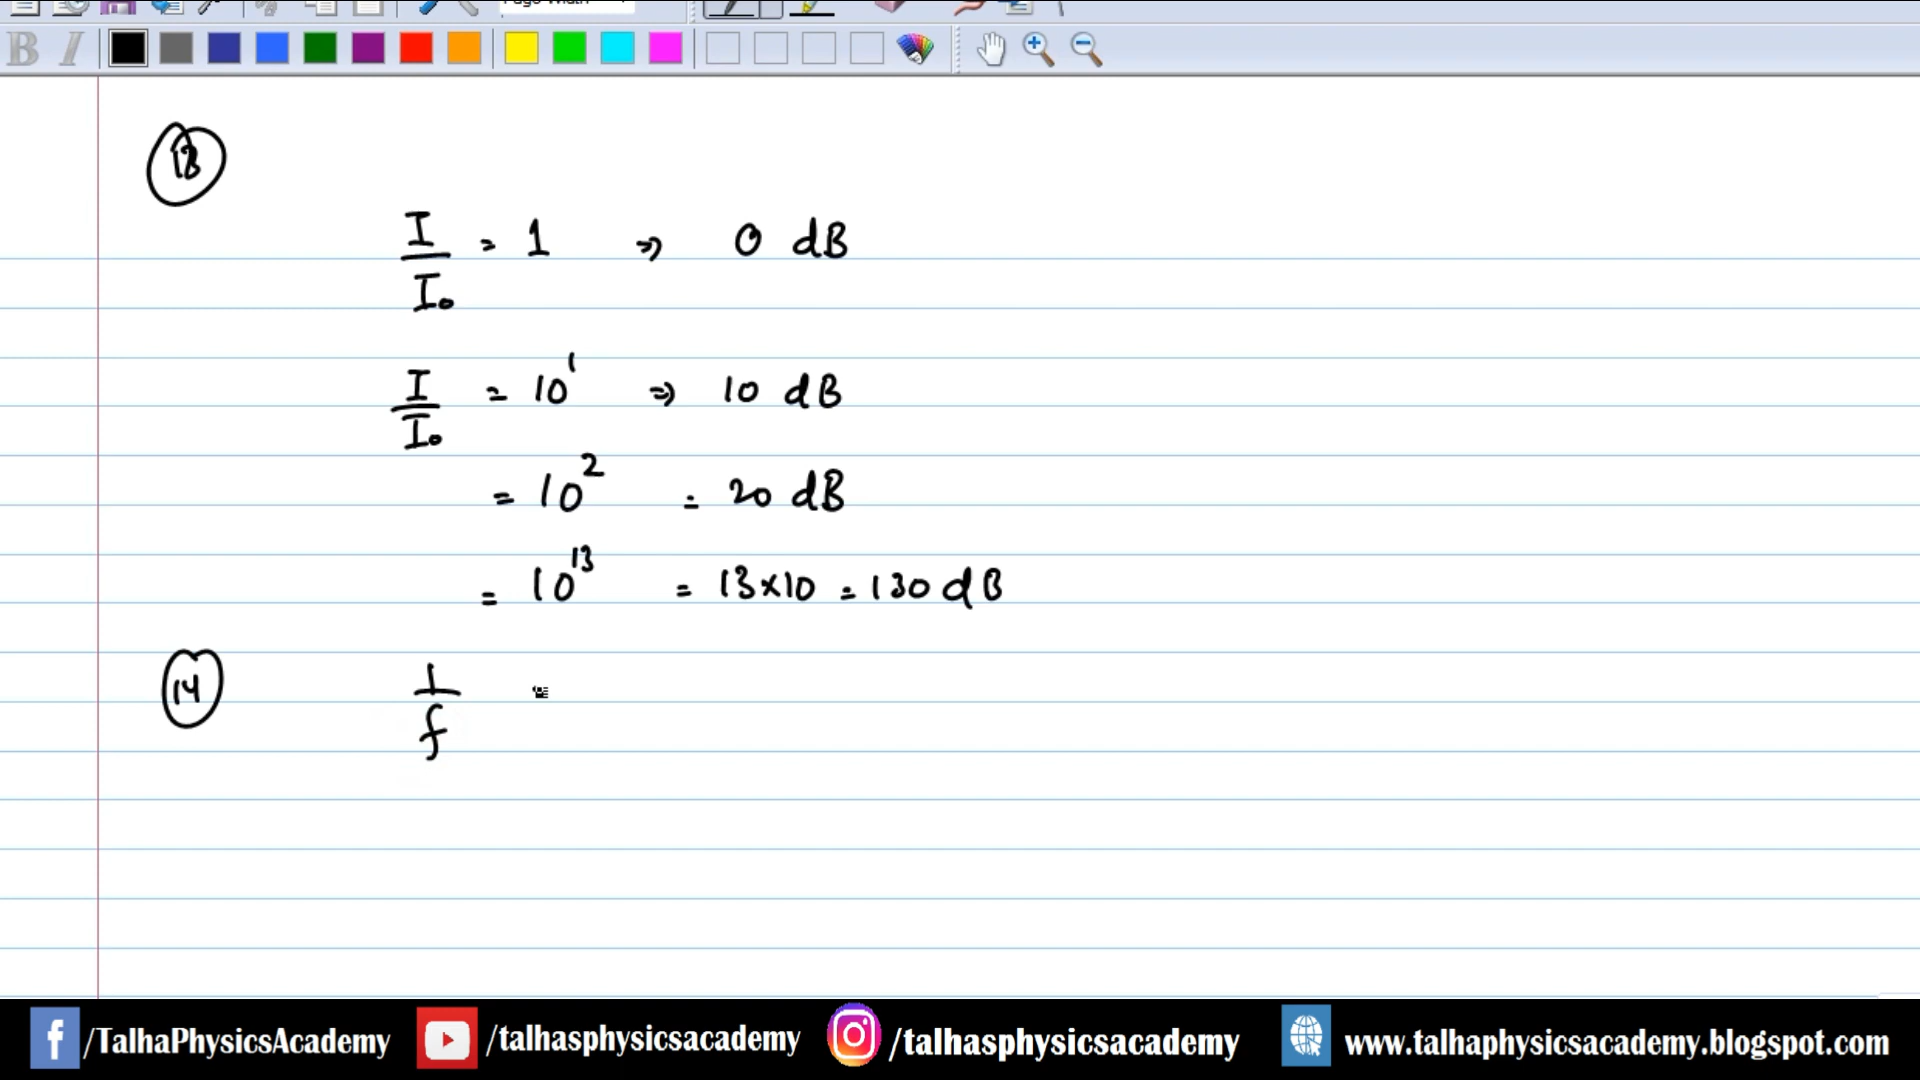 B I
13
I/I₀ = 1 ⇒ 0 dB
I/I₀ = 10¹ ⇒ 10 dB
= 10² = 20 dB
= 10¹³ = 13×10 = 130 dB
14 1/f
/TalhaPhysicsAcademy /talhasphysicsacademy /talhasphysicsacademy www.talhaphysicsacademy.blogspot.com